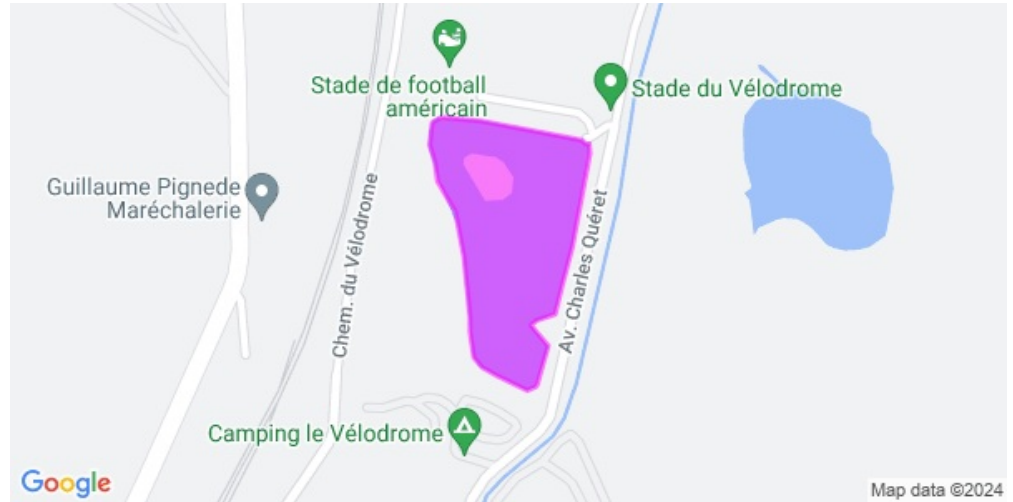 Stade de football
américain
Stade du Vélodrome
Guillaume Pignede
Maréchalerie
Chem. du Vélodrome
Av. Charles Quéret
Camping le Vélodrome
Google
Map data ©2024